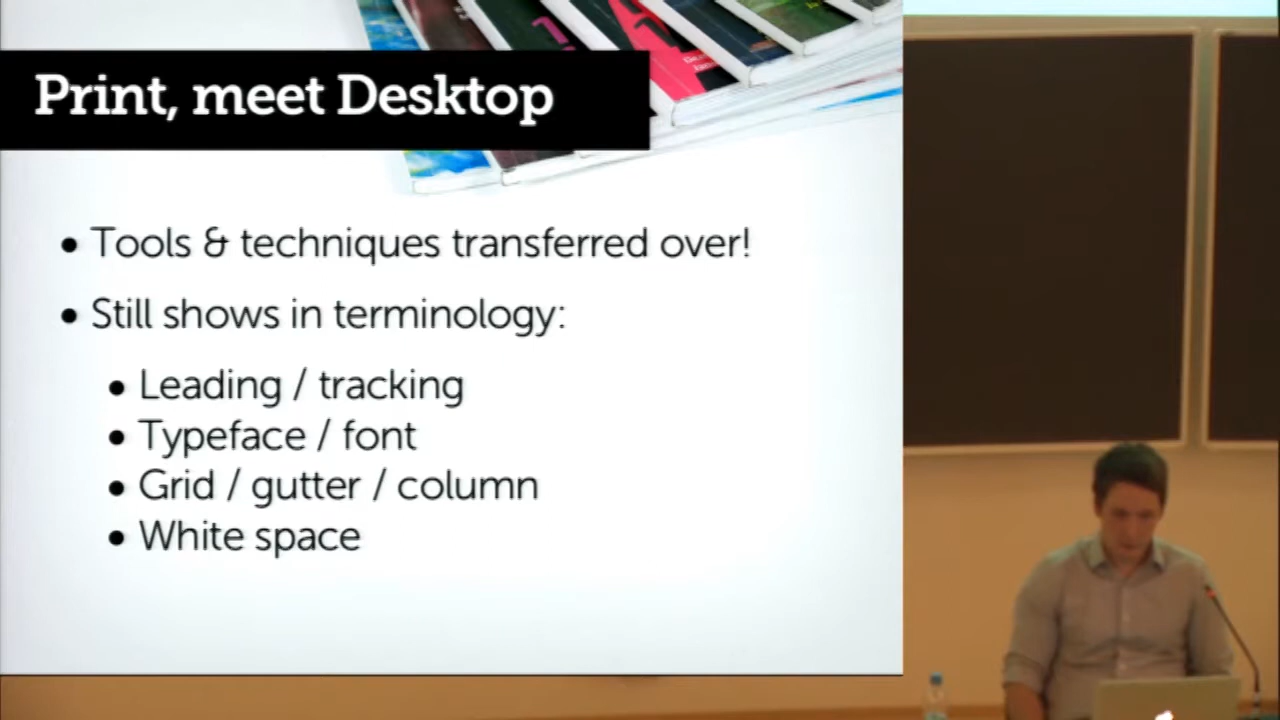 Print, meet Desktop
• Tools & techniques transferred over!
• Still shows in terminology:
• Leading / tracking
• Typeface / font
• Grid / gutter / column
• White space